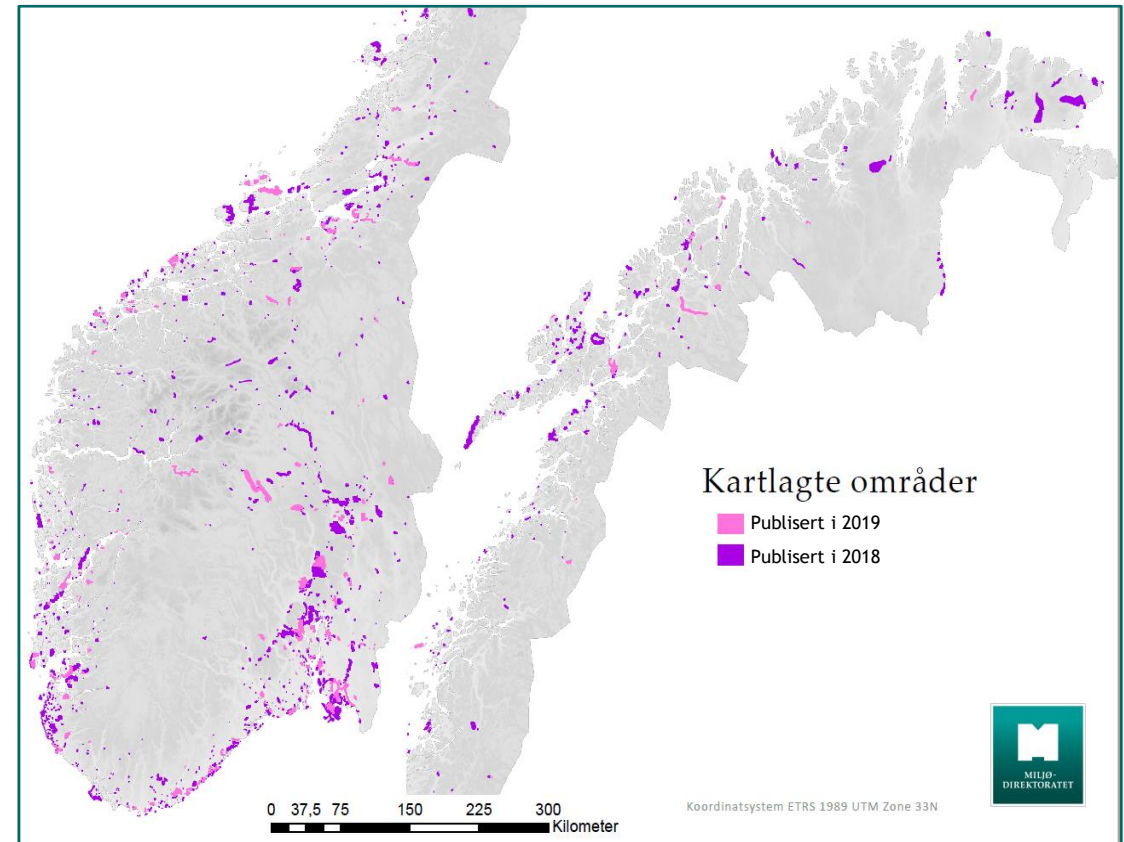 Kartlagte områder
Publisert i 2019
Publisert i 2018
MILJØ-
DIREKTORATET
Koordinatsystem ETRS 1989 UTM Zone 33N
0 37,5 75 150 225 300
Kilometer